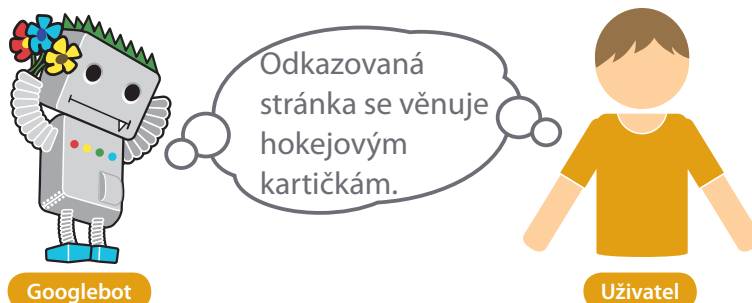 Odkazovaná
stránka se věnuje
hokejovým
kartičkám.
Googlebot
Uživatel